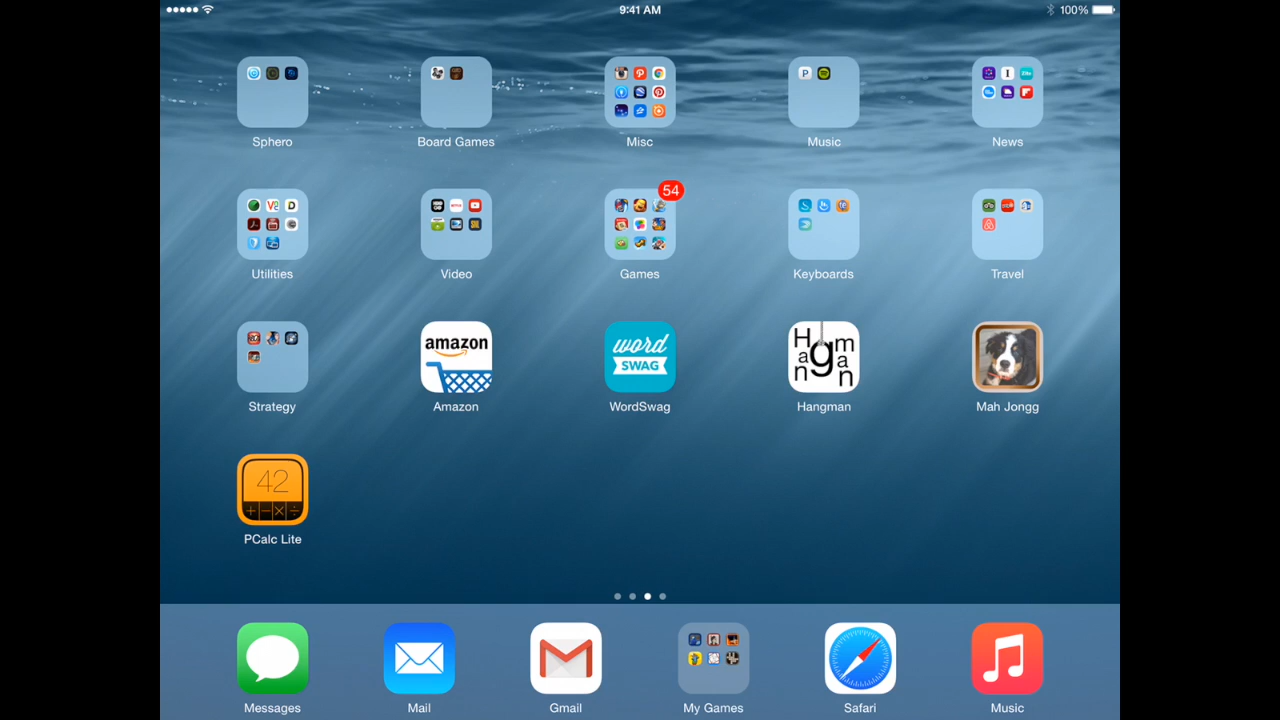 9:41 AM
100%
Sphero
Board Games
Misc
Music
News
54
Utilities
Video
Games
Keyboards
Travel
amazon
word
SWAG
Hangman
Strategy
Amazon
WordSwag
Hangman
Mah Jongg
42
+ − × ÷
PCalc Lite
Messages
Mail
Gmail
My Games
Safari
Music